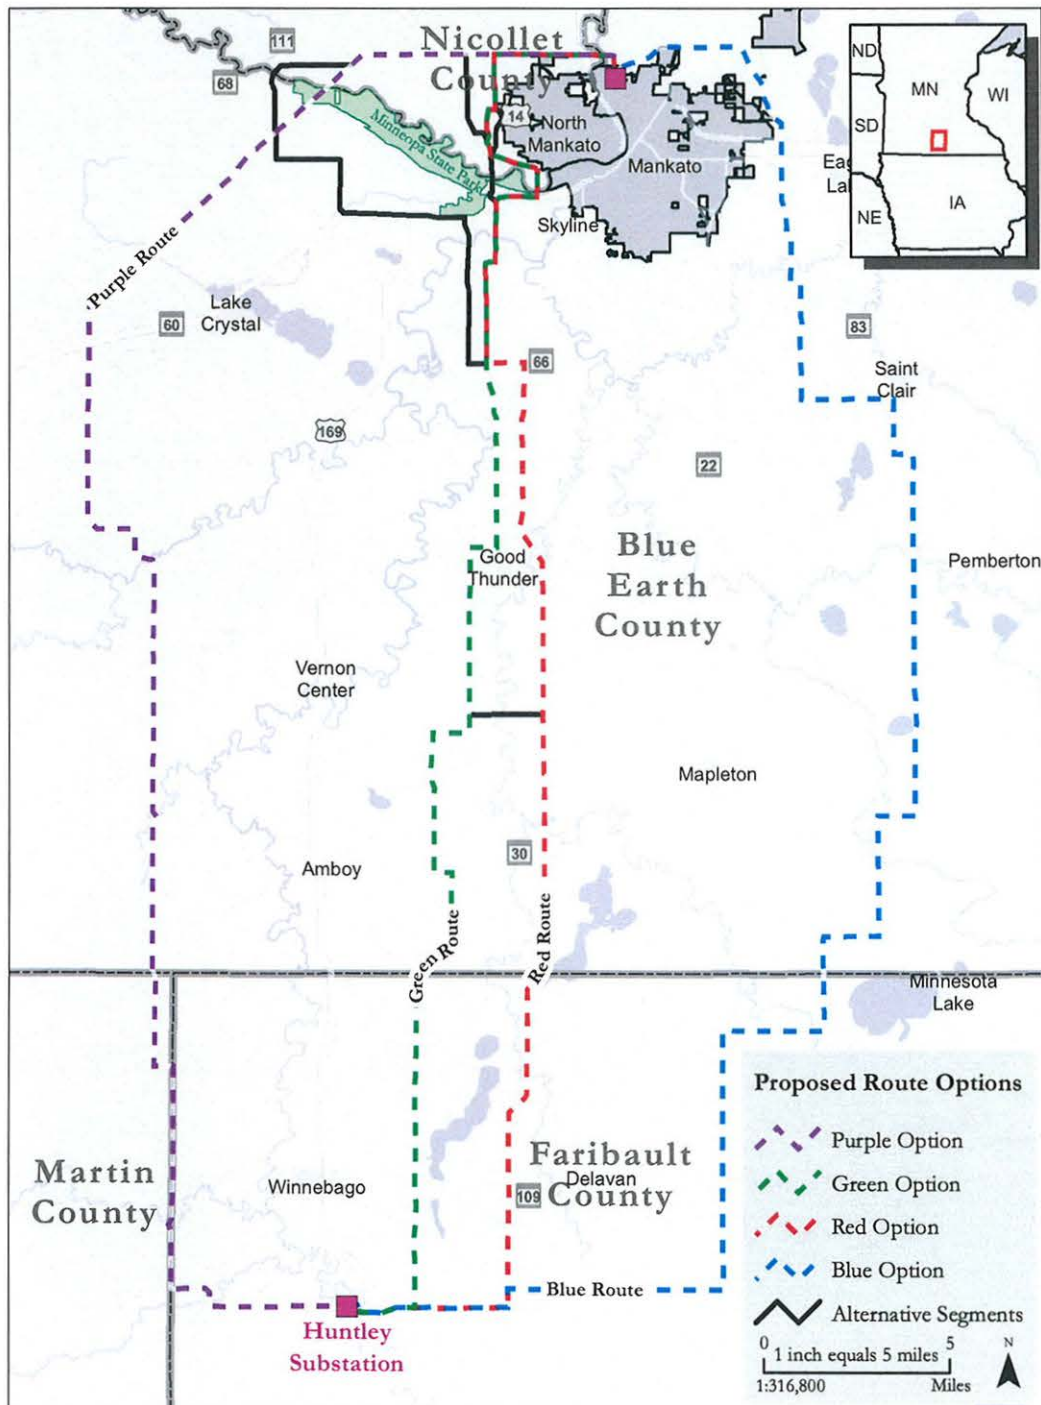 111
Nicollet
County
68
14
North
Mankato
Mankato
Minneopa State Park
Skyline
ND
MN
WI
SD
NE
IA
Purple Route
Lake
Crystal
60
83
66
Saint
Clair
169
22
Blue
Earth
County
Good
Thunder
Pemberton
Vernon
Center
Mapleton
30
Amboy
Green Route
Red Route
Minnesota
Lake
Martin
County
Winnebago
Faribault
County
Delavan
109
Blue Route
Huntley
Substation
Proposed Route Options
Purple Option
Green Option
Red Option
Blue Option
Alternative Segments
0 5
1 inch equals 5 miles
1:316,800 Miles
N